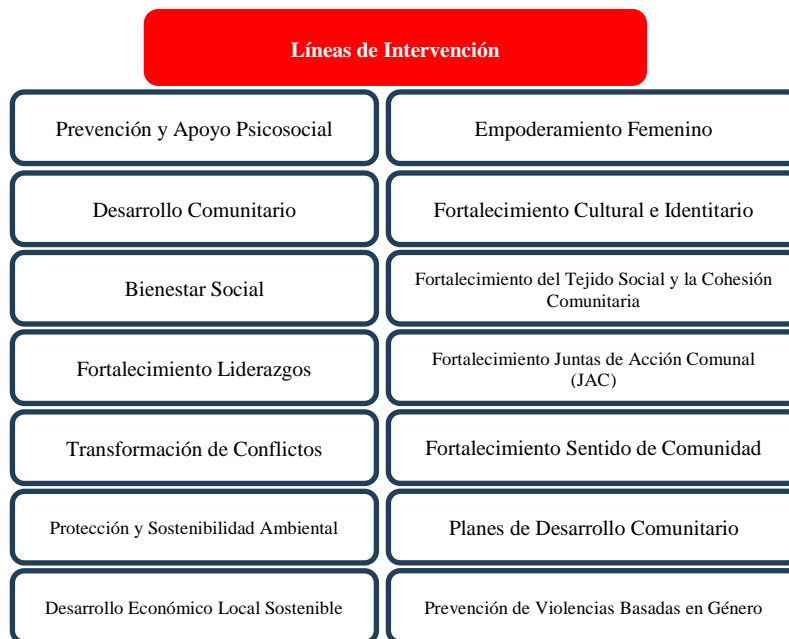 Líneas de Intervención
Prevención y Apoyo Psicosocial
Empoderamiento Femenino
Desarrollo Comunitario
Fortalecimiento Cultural e Identitario
Bienestar Social
Fortalecimiento del Tejido Social y la Cohesión
Comunitaria
Fortalecimiento Liderazgos
Fortalecimiento Juntas de Acción Comunal
(JAC)
Transformación de Conflictos
Fortalecimiento Sentido de Comunidad
Protección y Sostenibilidad Ambiental
Planes de Desarrollo Comunitario
Desarrollo Económico Local Sostenible
Prevención de Violencias Basadas en Género